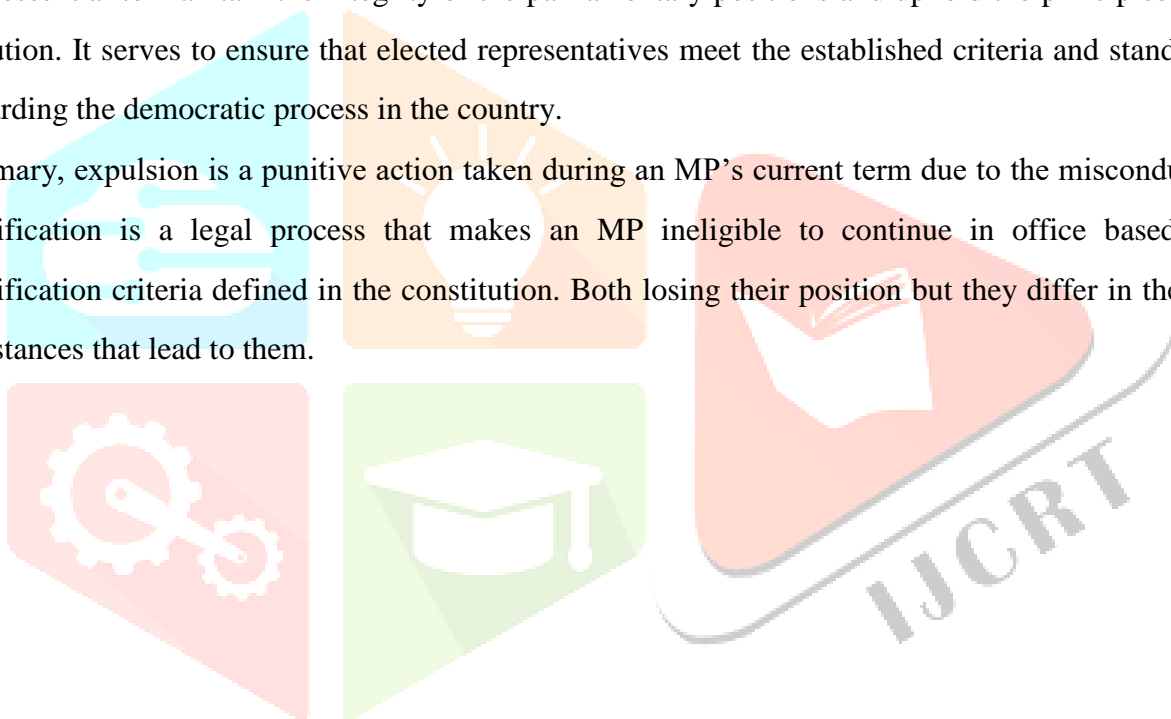 ution. It serves to ensure that elected representatives meet the established criteria and stand
rding the democratic process in the country.
mary, expulsion is a punitive action taken during an MP’s current term due to the miscondu
ification is a legal process that makes an MP ineligible to continue in office based
ification criteria defined in the constitution. Both losing their position but they differ in the
stances that lead to them.
IJCRT